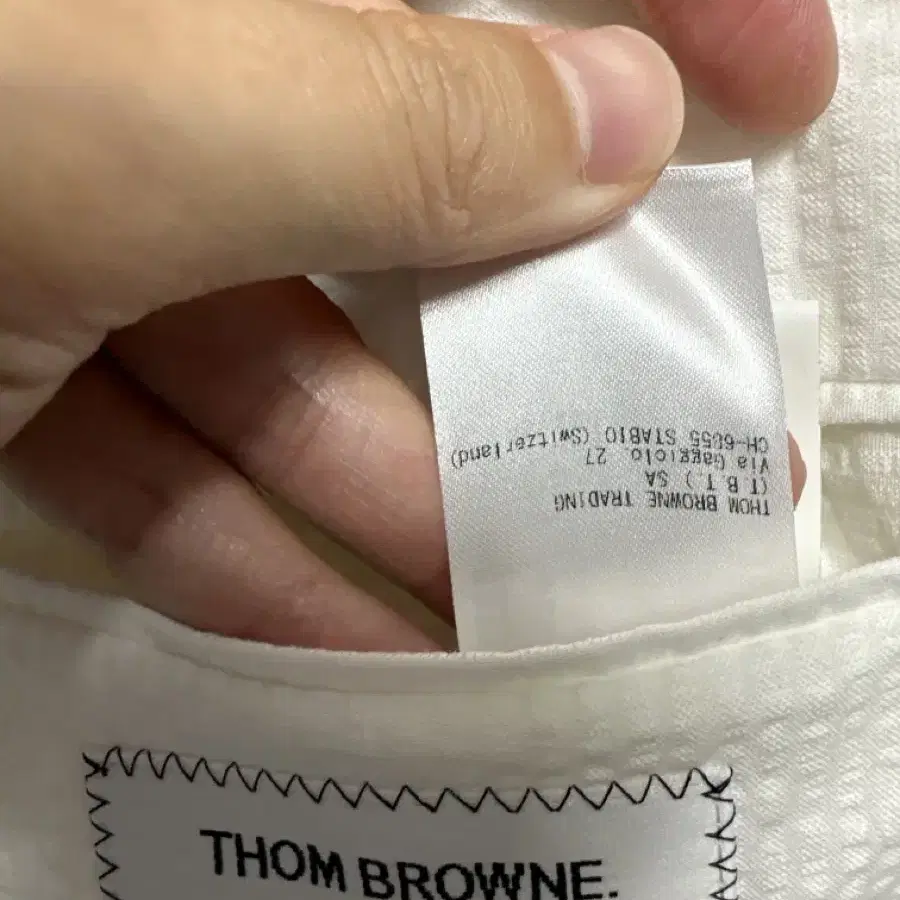 THOM BROWNE TRADING
(T B T) SA
Via Gaggiolo, 27
CH-6855 STABIO (Switzerland)
THOM BROWNE.